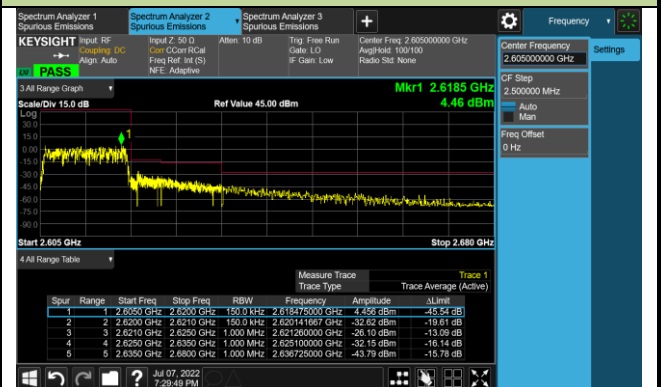 Spectrum Analyzer 1
Spurious Emissions
Spectrum Analyzer 2
Spurious Emissions
Spectrum Analyzer 3
Spurious Emissions
+
Frequency
KEYSIGHT
Input: RF
Coupling: DC
Align: Auto
Input Z: 50 Ω
Corr CCorr RCal
Freq Ref: Int (S)
NFE: Adaptive
Atten: 10 dB
Trig: Free Run
Gate: LO
IF Gain: Low
Center Freq: 2.605000000 GHz
Avg|Hold: 100/100
Radio Std: None
PASS
Center Frequency
2.605000000 GHz
Settings
CF Step
2.500000 MHz
Auto
Man
Freq Offset
0 Hz
3 All Range Graph
Mkr1 2.6185 GHz
Scale/Div 15.0 dB
Ref Value 45.00 dBm
4.46 dBm
Log
30.0
15.0
0.00
-15.0
-30.0
-45.0
-60.0
-75.0
-90.0
1
Start 2.605 GHz
Stop 2.680 GHz
4 All Range Table
Measure Trace Trace 1
Trace Type Trace Average (Active)
Spur Range Start Freq Stop Freq RBW Frequency Amplitude ΔLimit
1 1 2.6050 GHz 2.6200 GHz 150.0 kHz 2.618475000 GHz 4.456 dBm -45.54 dB
2 2 2.6200 GHz 2.6210 GHz 150.0 kHz 2.620141667 GHz -32.62 dBm -19.61 dB
3 3 2.6210 GHz 2.6250 GHz 1.000 MHz 2.621260000 GHz -26.10 dBm -13.09 dB
4 4 2.6250 GHz 2.6350 GHz 1.000 MHz 2.625100000 GHz -32.15 dBm -16.14 dB
5 5 2.6350 GHz 2.6800 GHz 1.000 MHz 2.636725000 GHz -43.79 dBm -15.78 dB
?
Jul 07, 2022
7:29:49 PM